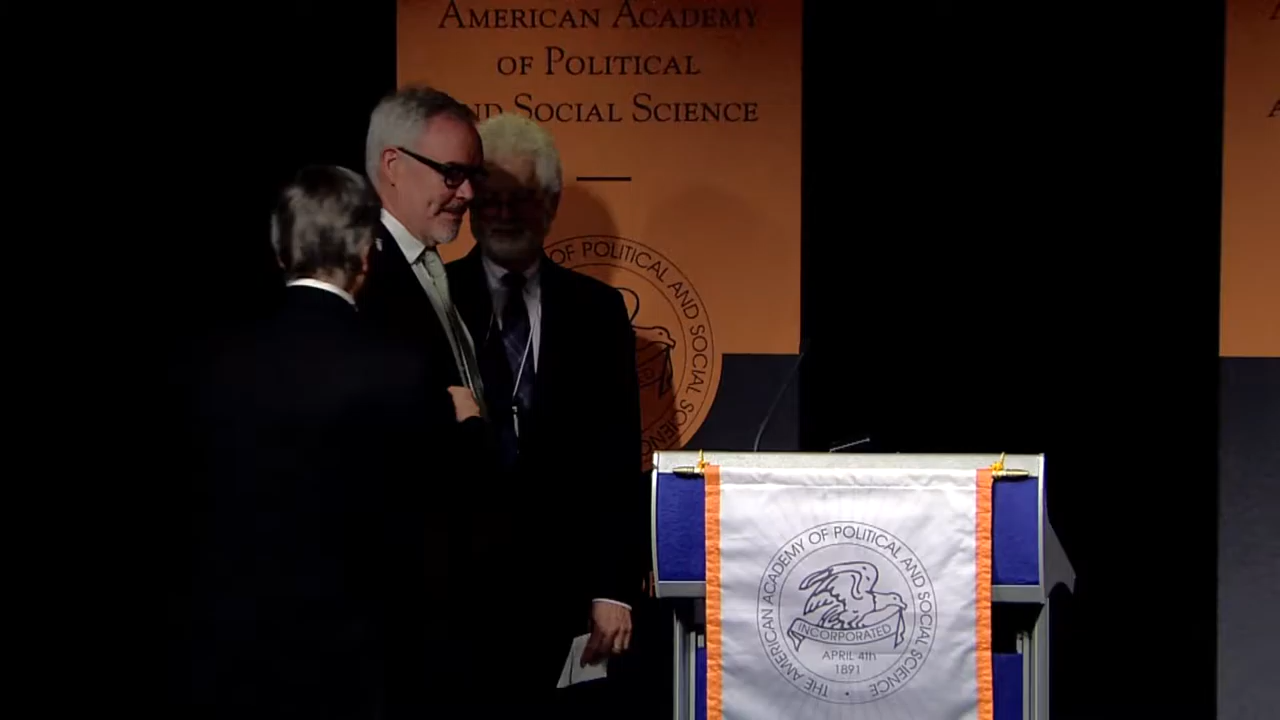 AMERICAN ACADEMY
OF POLITICAL
ND SOCIAL SCIENCE
OF POLITICAL AND SOCIAL SCIENCE
THE AMERICAN ACADEMY OF POLITICAL AND SOCIAL SCIENCE
INCORPORATED
APRIL 4th
1891